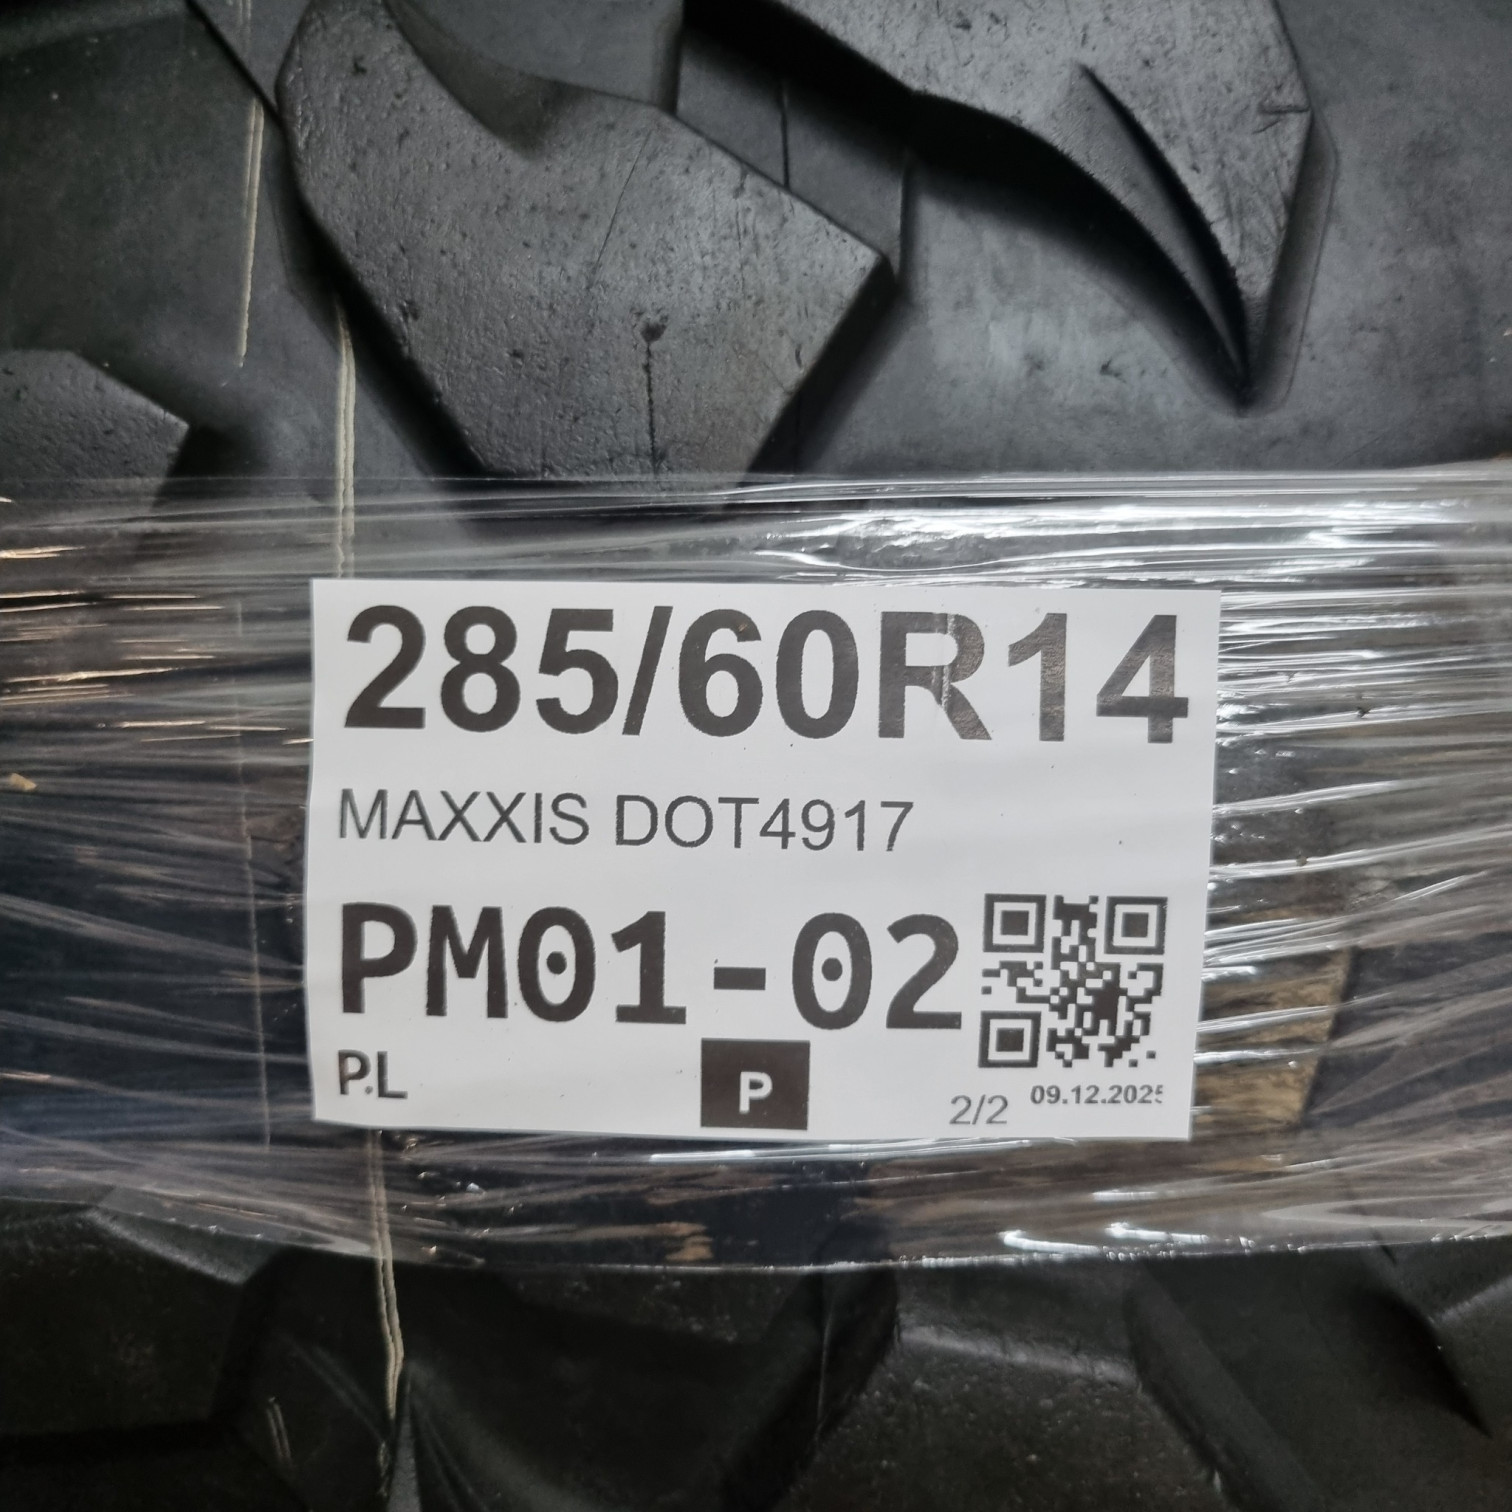 285/60R14
MAXXIS DOT4917
PM01-02
P.L
P
2/2
09.12.2025